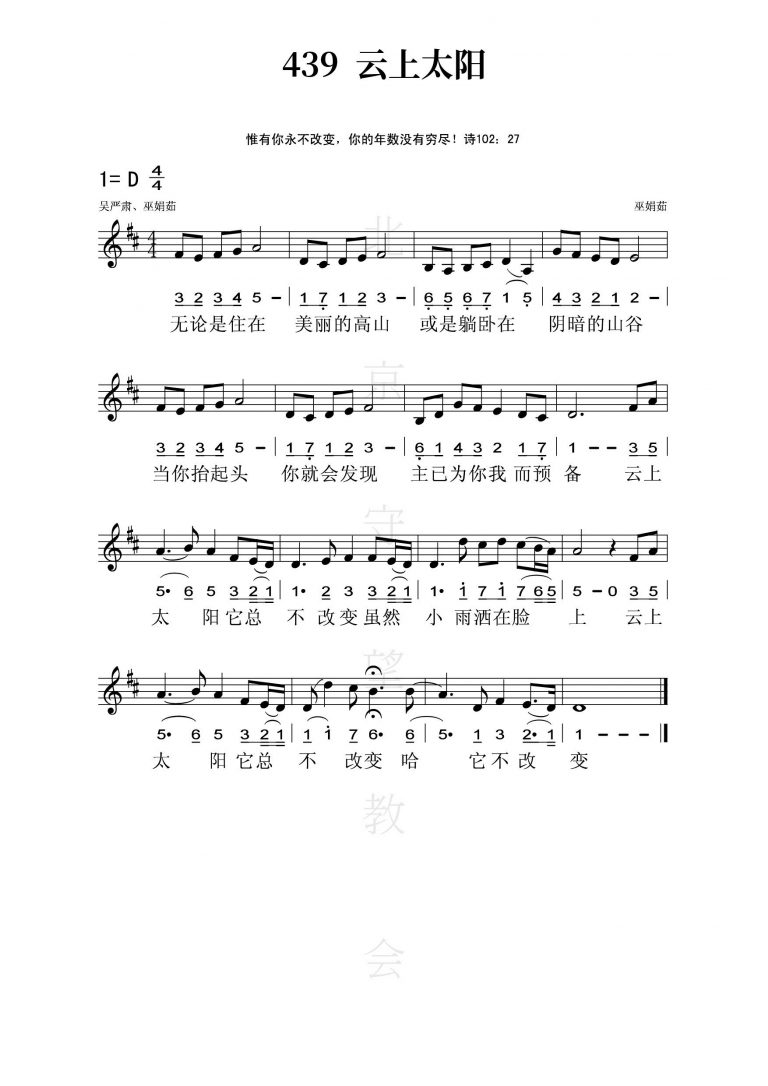 439 云上太阳
惟有你永不改变，你的年数没有穷尽！诗102：27
1= D 4/4
吴严肃、巫娟茹 巫娟茹
3 2 3 4 5 － | 1 7 1 2 3 － | 6 5 6 7 1 5 | 4 3 2 1 2 －
无论是住在 美丽的高山 或是躺卧在 阴暗的山谷
3 2 3 4 5 － | 1 7 1 2 3 － | 6 1 4 3 2 1 7 | 1 － － 3 5
当你抬起头 你就会发现 主已为你我 而预 备 云上
5• 6 5 3 2 1 | 1• 2 3 3 2 1 | 1• 1 7 1 7 6 5 | 5 － 0 3 5
太 阳它总 不 改变虽然 小 雨洒在脸 上 云上
5• 6 5 3 2 1 | 1 1 7 6• 6 | 5• 1 3 2• 1 | 1 － － －
太 阳它总 不 改变哈 它不改 变
北京守望教会